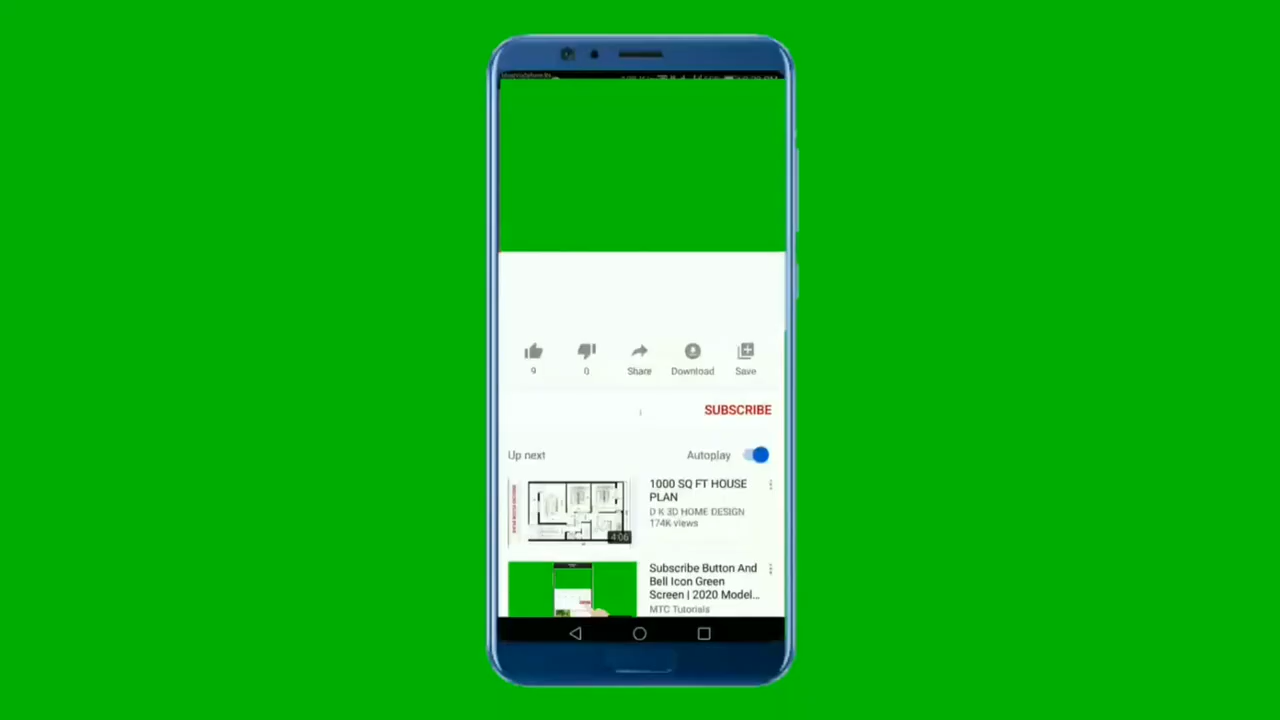 9
0
Share
Download
Save
SUBSCRIBE
Up next
Autoplay
1000 SQ FT HOUSE
PLAN
D K 3D HOME DESIGN
174K views
4:06
Subscribe Button And
Bell Icon Green
Screen | 2020 Model...
MTC Tutorials